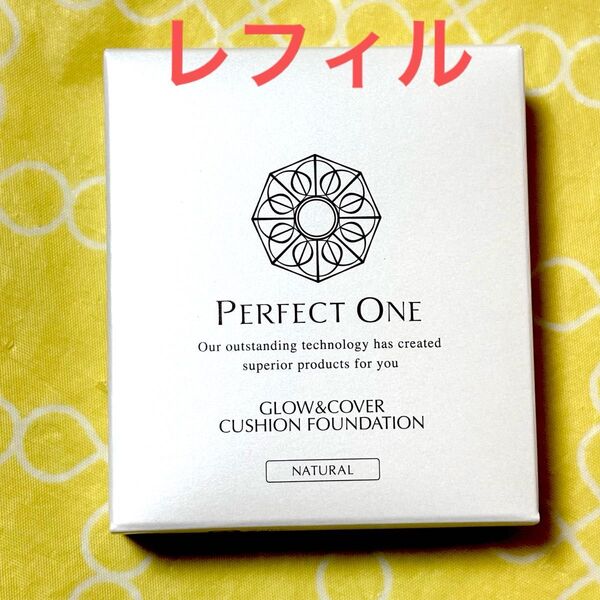 レフィル
PERFECT ONE
Our outstanding technology has created
superior products for you
GLOW&COVER
CUSHION FOUNDATION
NATURAL